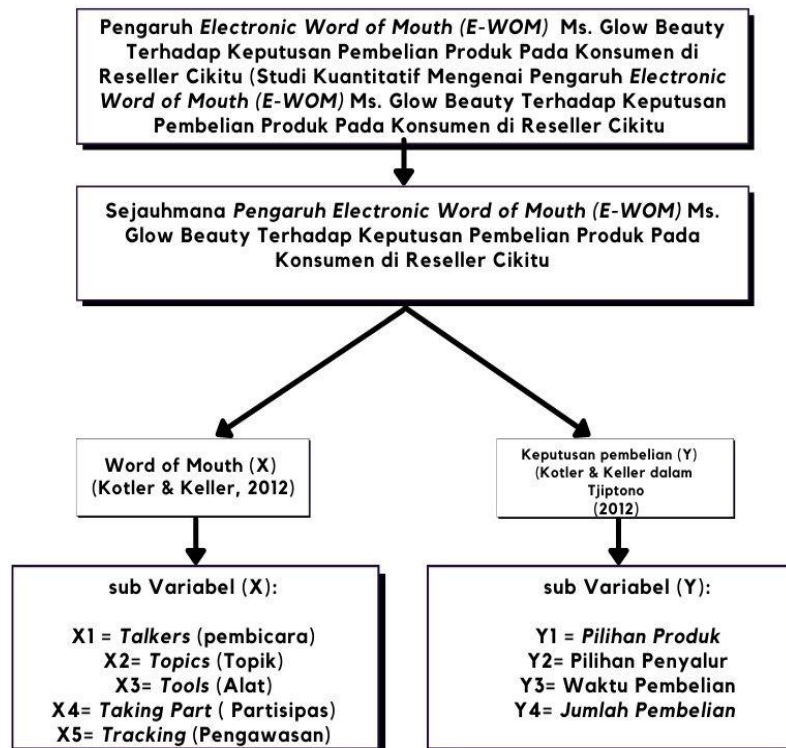 Pengaruh Electronic Word of Mouth (E-WOM) Ms. Glow Beauty
Terhadap Keputusan Pembelian Produk Pada Konsumen di
Reseller Cikitu (Studi Kuantitatif Mengenai Pengaruh Electronic
Word of Mouth (E-WOM) Ms. Glow Beauty Terhadap Keputusan
Pembelian Produk Pada Konsumen di Reseller Cikitu
Sejauhmana Pengaruh Electronic Word of Mouth (E-WOM) Ms.
Glow Beauty Terhadap Keputusan Pembelian Produk Pada
Konsumen di Reseller Cikitu
Word of Mouth (X)
(Kotler & Keller, 2012)
Keputusan pembelian (Y)
(Kotler & Keller dalam
Tjiptono
(2012)
sub Variabel (X):
X1 = Talkers (pembicara)
X2= Topics (Topik)
X3= Tools (Alat)
X4= Taking Part ( Partisipas)
X5= Tracking (Pengawasan)
sub Variabel (Y):
Y1 = Pilihan Produk
Y2= Pilihan Penyalur
Y3= Waktu Pembelian
Y4= Jumlah Pembelian